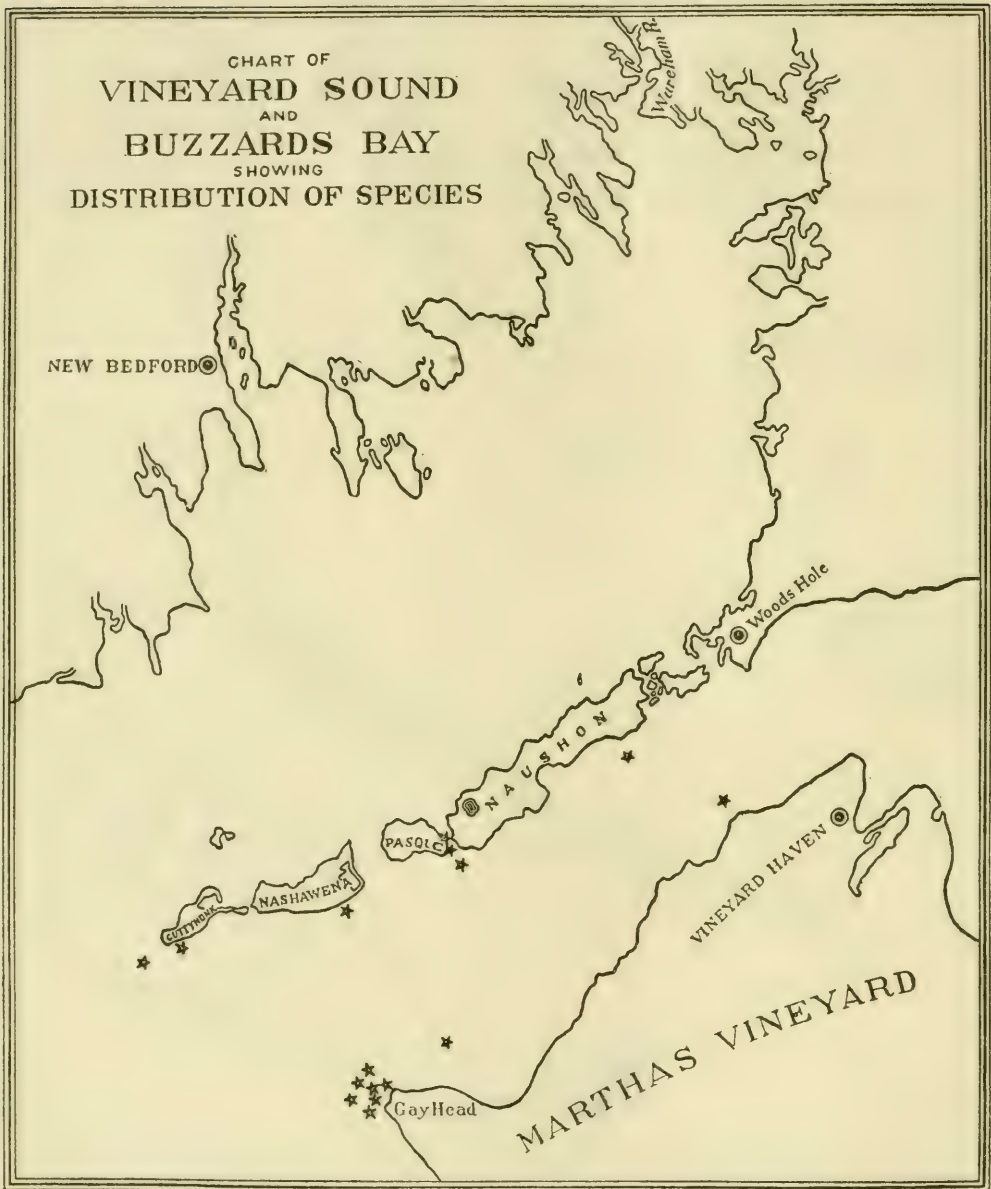 CHART OF
VINEYARD SOUND
AND
BUZZARDS BAY
SHOWING
DISTRIBUTION OF SPECIES
Wareham R.
NEW BEDFORD
Woods Hole
NAUSHON
PASQUE
NASHAWENA
CUTTYHUNK
VINEYARD HAVEN
MARTHAS VINEYARD
Gay Head